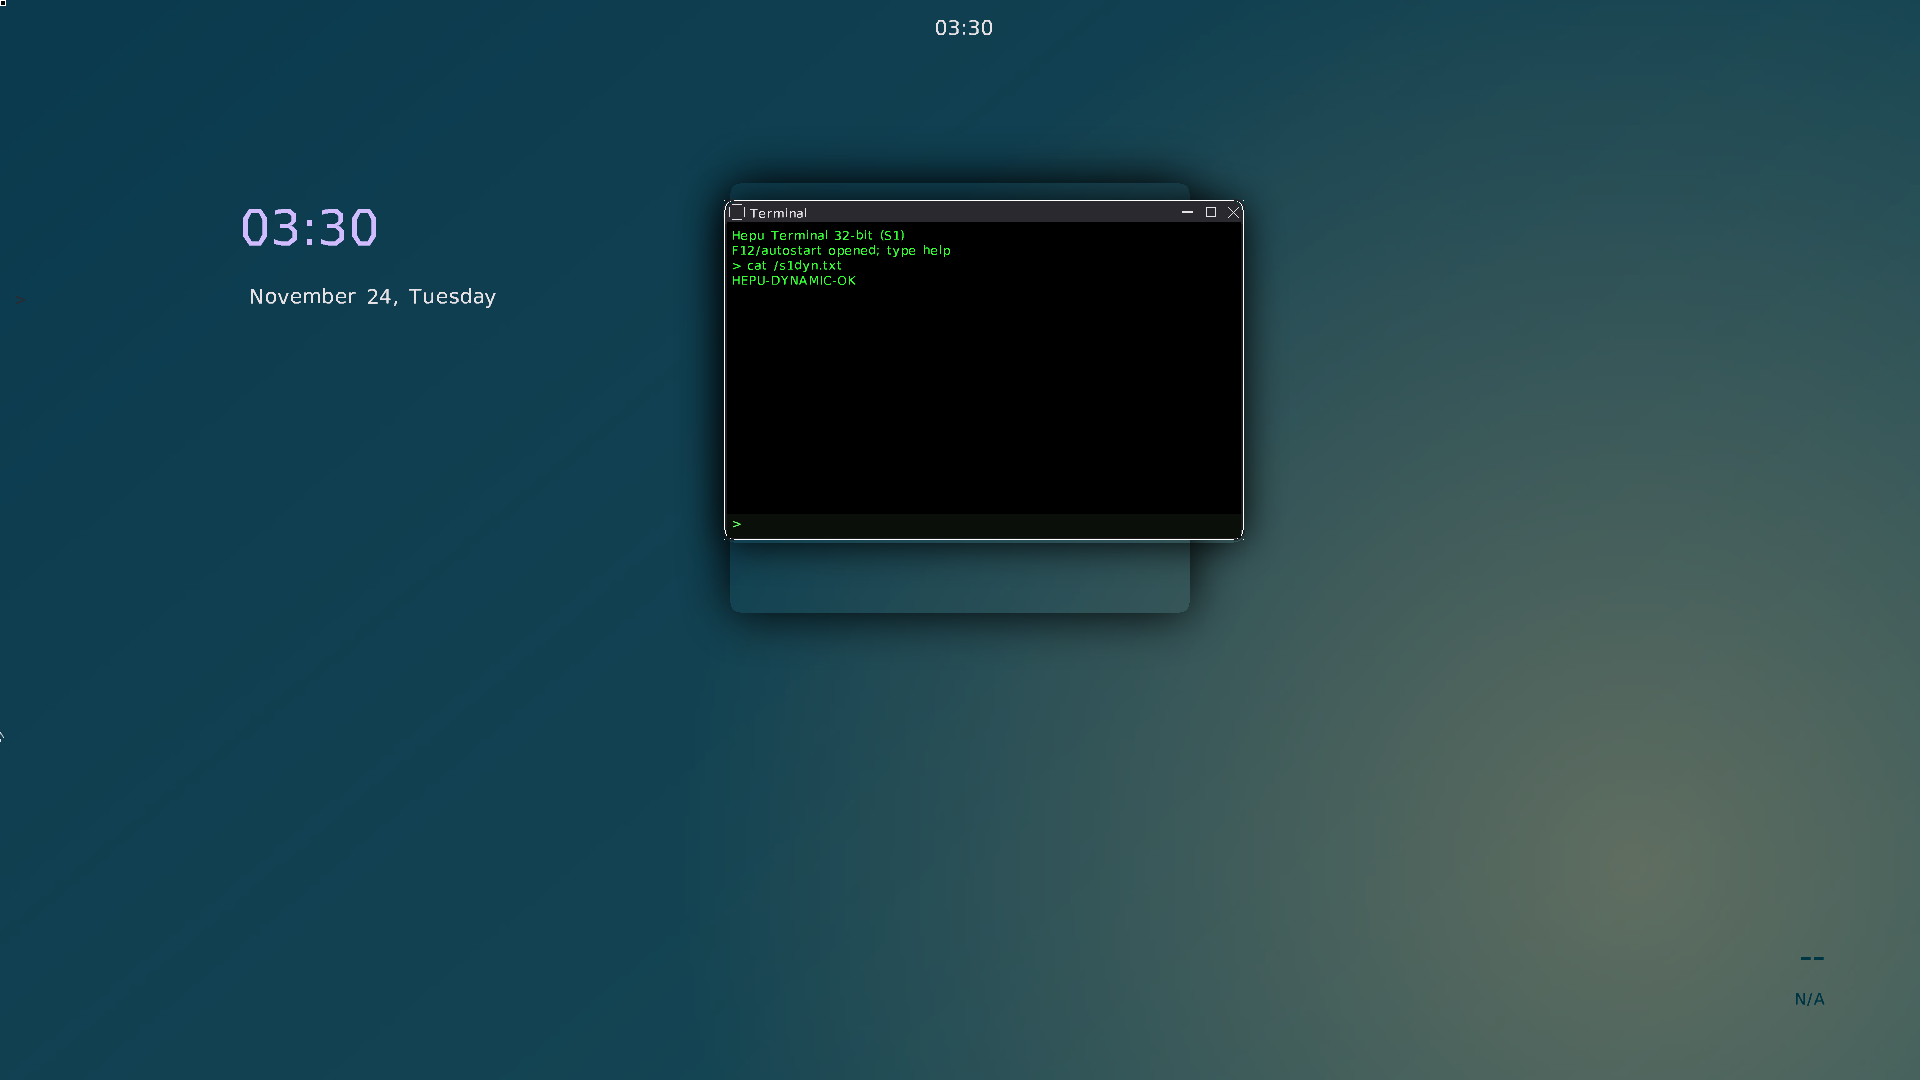 03:30
03:30
November 24, Tuesday
>
Terminal
Hepu Terminal 32-bit (S1)
F12/autostart opened; type help
> cat /s1dyn.txt
HEPU-DYNAMIC-OK
>
--
N/A